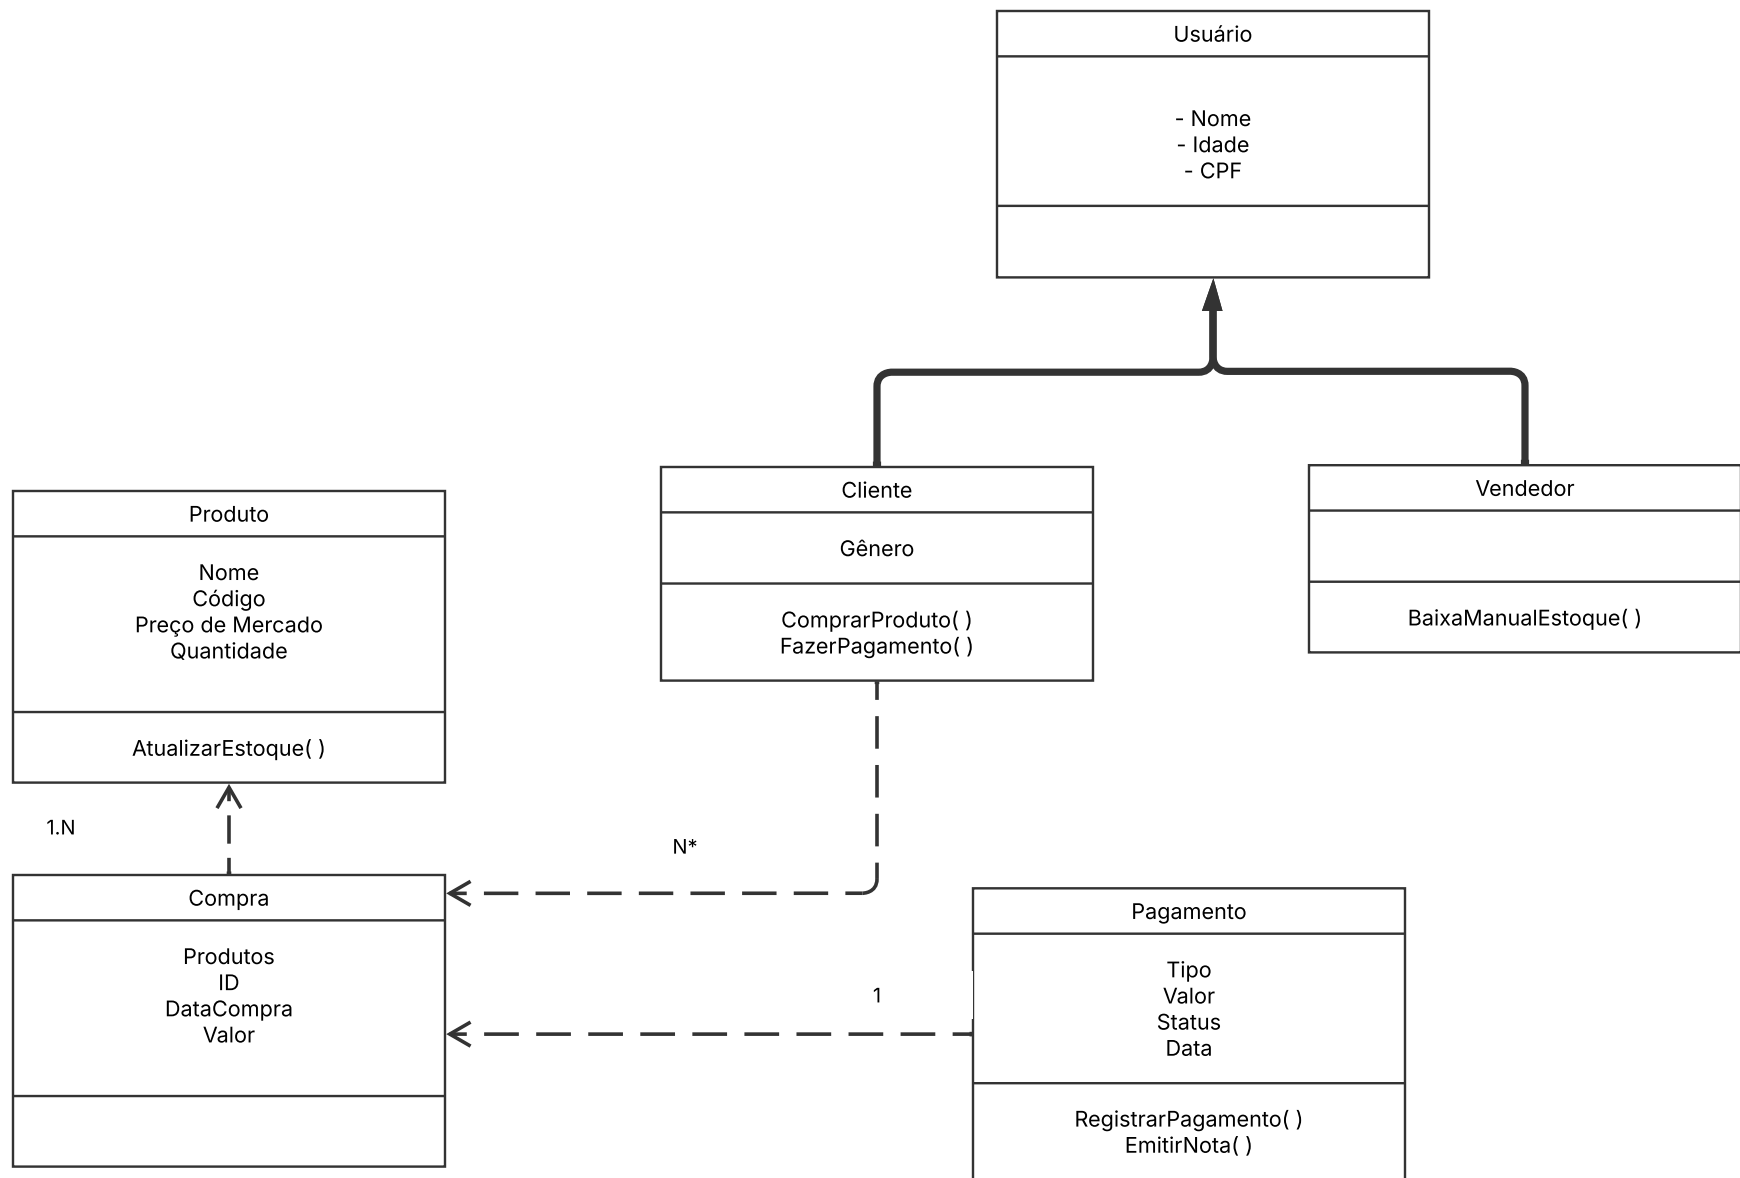 Usuário
- Nome
- Idade
- CPF
Cliente
Gênero
ComprarProduto( )
FazerPagamento( )
Vendedor
BaixaManualEstoque( )
Produto
Nome
Código
Preço de Mercado
Quantidade
AtualizarEstoque( )
1.N
N*
Compra
Produtos
ID
DataCompra
Valor
1
Pagamento
Tipo
Valor
Status
Data
RegistrarPagamento( )
EmitirNota( )